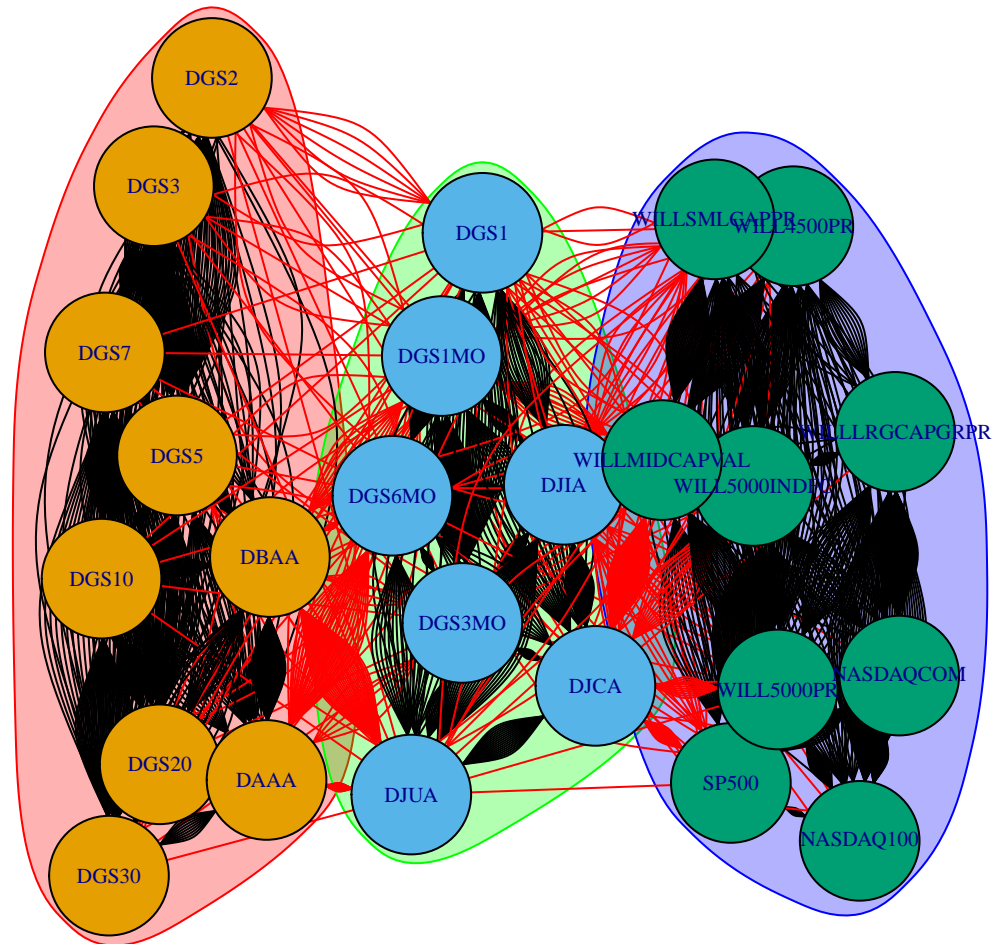 DGS2
DGS3
DGS7
DGS5
DGS10
DBAA
DGS20
DAAA
DGS30
DGS1
DGS1MO
DGS6MO
DJIA
DGS3MO
DJCA
DJUA
WILLSMLCAPPR
WILL4500PR
WILLLRGCAPGRPR
WILLMIDCAPVAL
WILL5000INDFC
WILL5000PR
NASDAQCOM
SP500
NASDAQ100